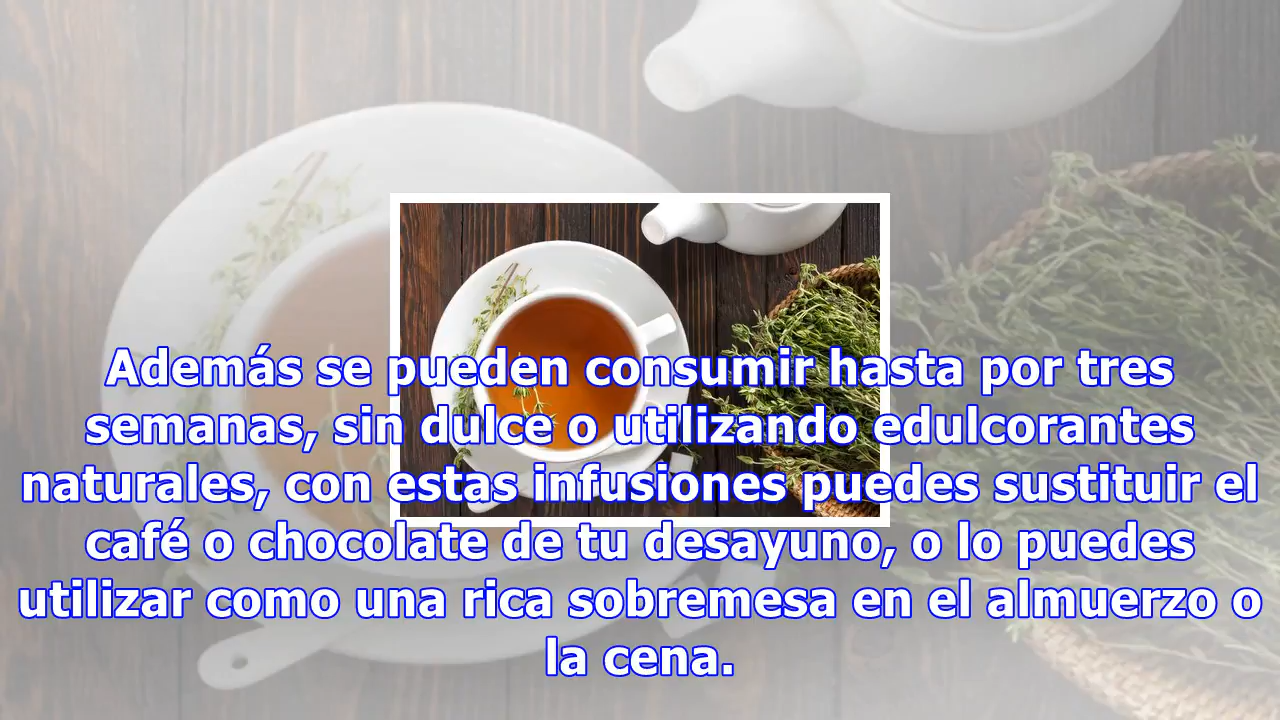 Además se pueden consumir hasta por tres
semanas, sin dulce o utilizando edulcorantes
naturales, con estas infusiones puedes sustituir el
café o chocolate de tu desayuno, o lo puedes
utilizar como una rica sobremesa en el almuerzo o
la cena.